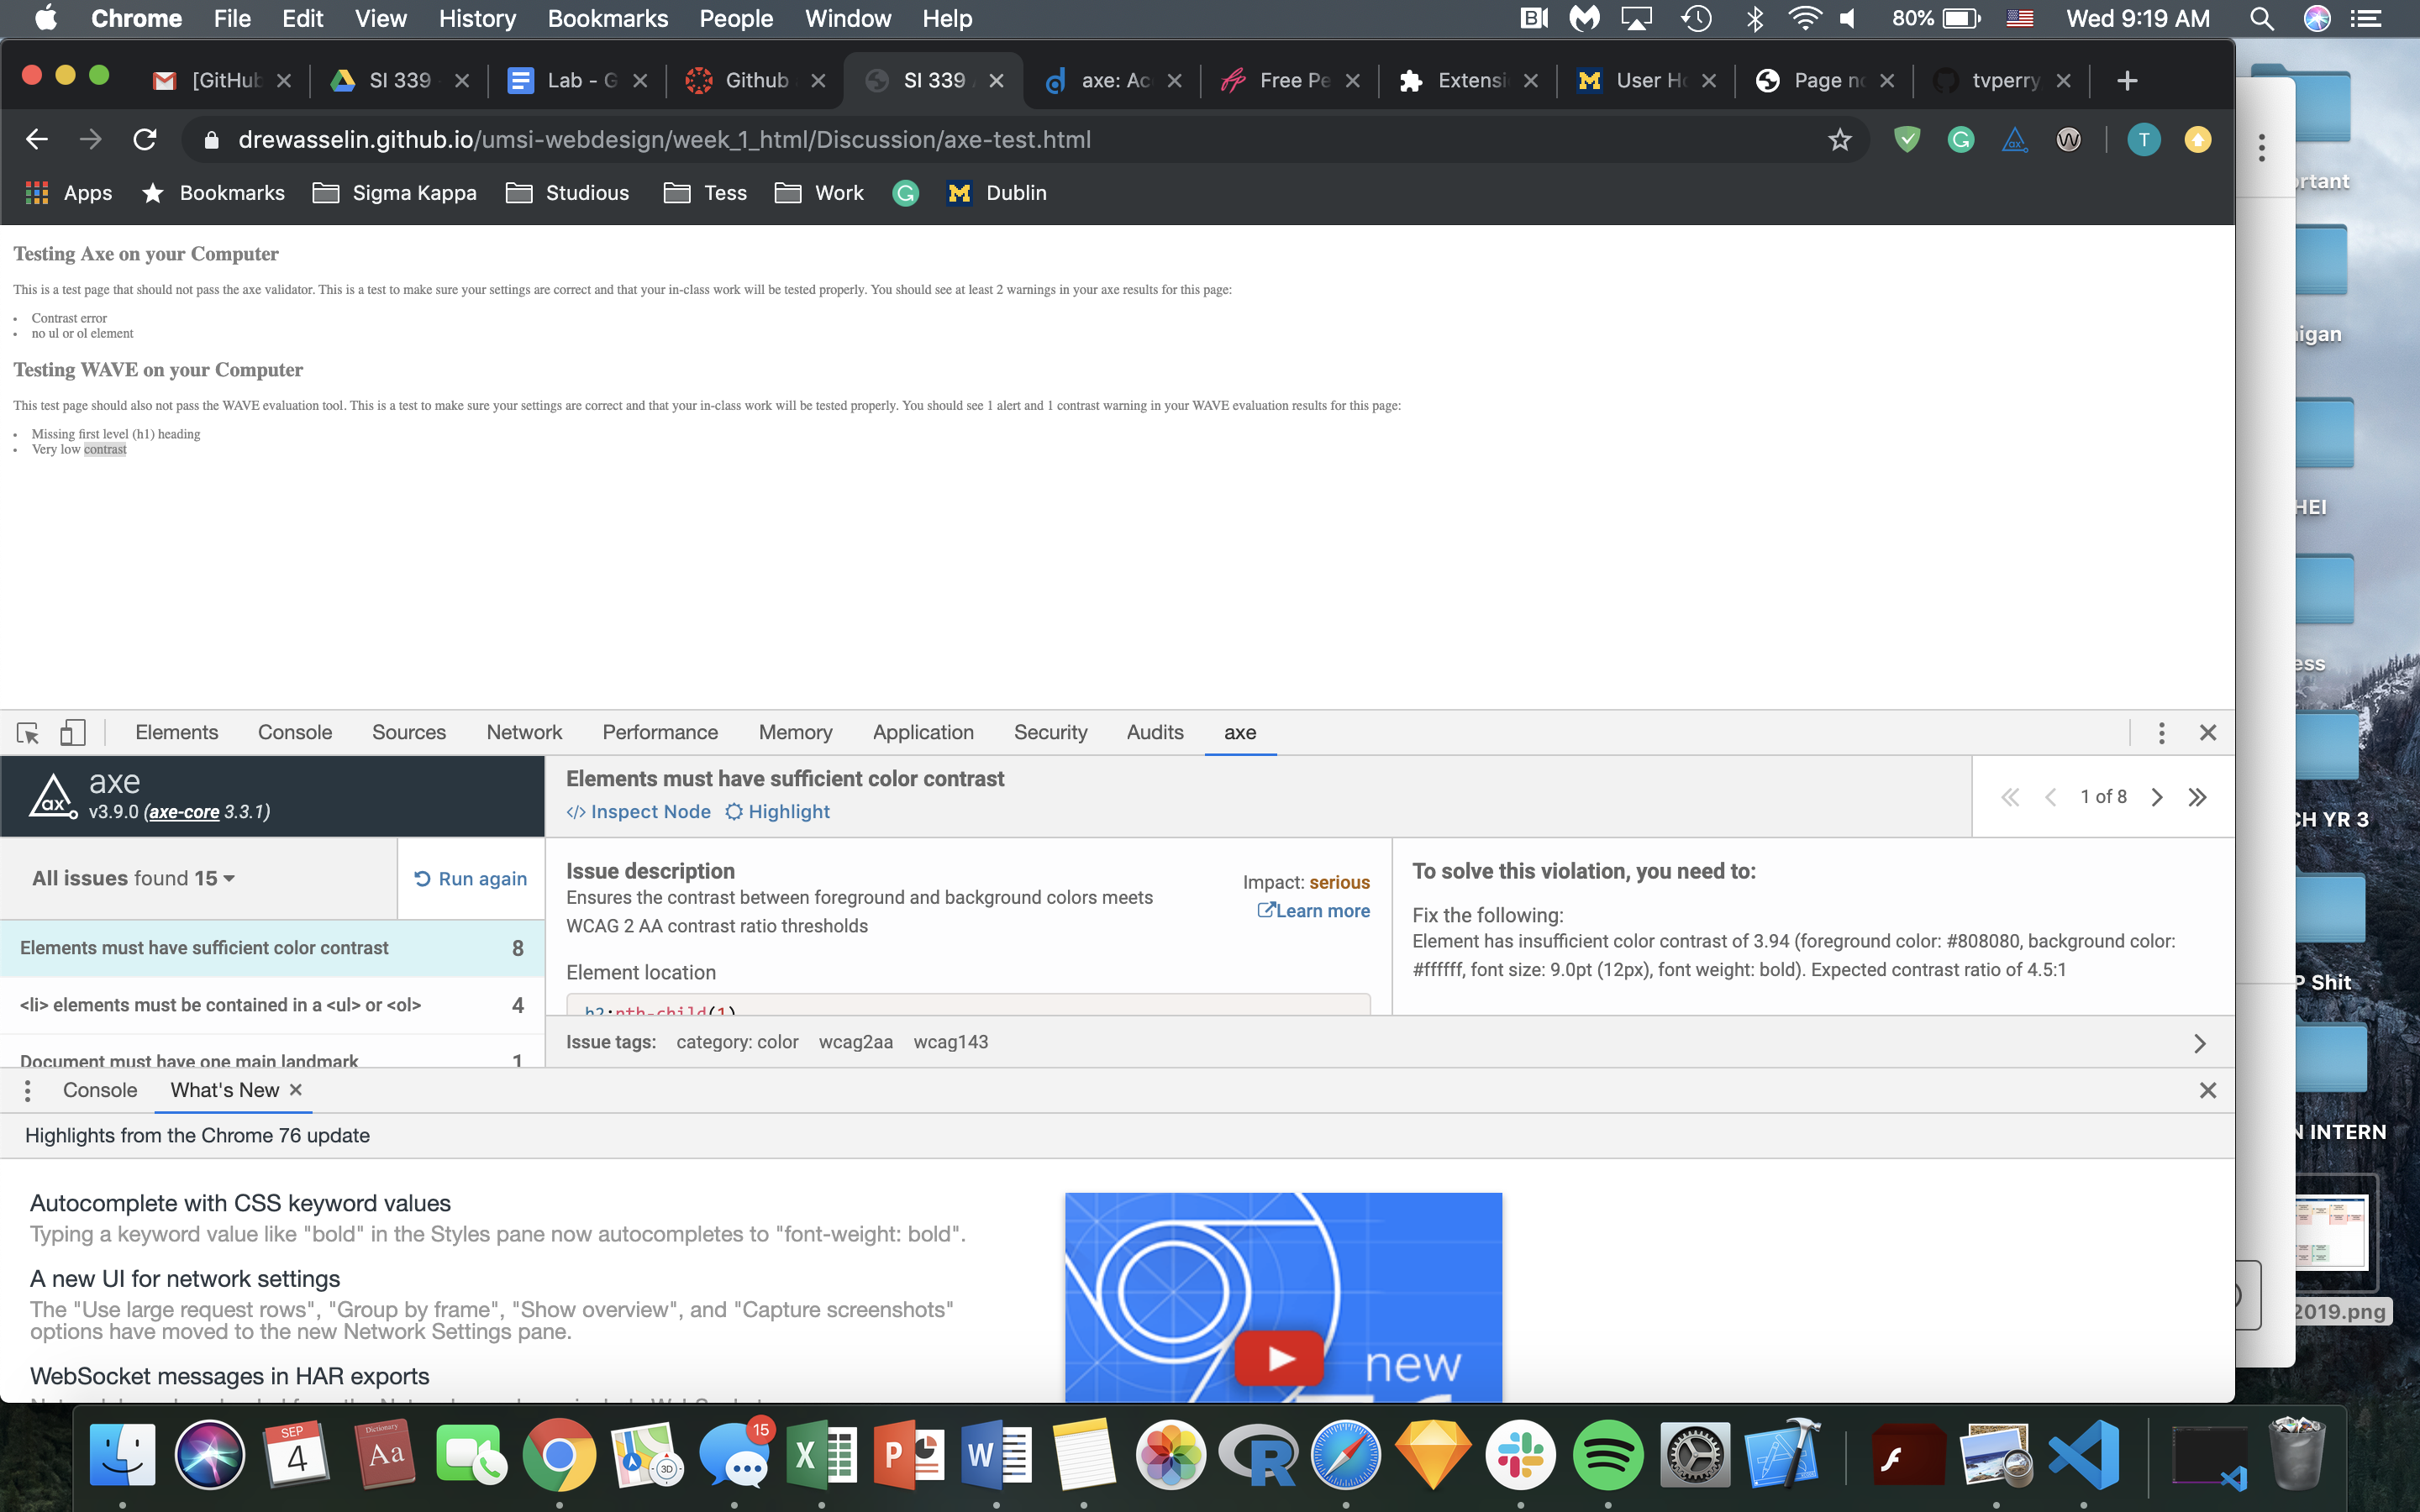 Chrome File Edit View History Bookmarks People Window Help 80% Wed 9:19 AM
[GitHub SI 339 Lab - G Github SI 339 axe: Ac Free Pe Extensi User Ho Page no tvperry
drewasselin.github.io/umsi-webdesign/week_1_html/Discussion/axe-test.html T
Apps Bookmarks Sigma Kappa Studious Tess Work Dublin
Testing Axe on your Computer
This is a test page that should not pass the axe validator. This is a test to make sure your settings are correct and that your in-class work will be tested properly. You should see at least 2 warnings in your axe results for this page:
• Contrast error
• no ul or ol element
Testing WAVE on your Computer
This test page should also not pass the WAVE evaluation tool. This is a test to make sure your settings are correct and that your in-class work will be tested properly. You should see 1 alert and 1 contrast warning in your WAVE evaluation results for this page:
• Missing first level (h1) heading
• Very low contrast
Elements Console Sources Network Performance Memory Application Security Audits axe
axe
v3.9.0 (axe-core 3.3.1)
All issues found 15
Run again
Elements must have sufficient color contrast 8
<li> elements must be contained in a <ul> or <ol> 4
Document must have one main landmark 1
Elements must have sufficient color contrast
</> Inspect Node Highlight
1 of 8
Issue description
Ensures the contrast between foreground and background colors meets
WCAG 2 AA contrast ratio thresholds
Impact: serious
Learn more
Element location
h2:nth-child(1)
To solve this violation, you need to:
Fix the following:
Element has insufficient color contrast of 3.94 (foreground color: #808080, background color:
#ffffff, font size: 9.0pt (12px), font weight: bold). Expected contrast ratio of 4.5:1
Issue tags: category: color wcag2aa wcag143
Console What's New
Highlights from the Chrome 76 update
Autocomplete with CSS keyword values
Typing a keyword value like "bold" in the Styles pane now autocompletes to "font-weight: bold".
A new UI for network settings
The "Use large request rows", "Group by frame", "Show overview", and "Capture screenshots"
options have moved to the new Network Settings pane.
WebSocket messages in HAR exports
new
rtant
igan
HEI
ess
CH YR 3
P Shit
N INTERN
2019.png
SEP
4
Dictionary
Aa
3D
15
X
P
W
R